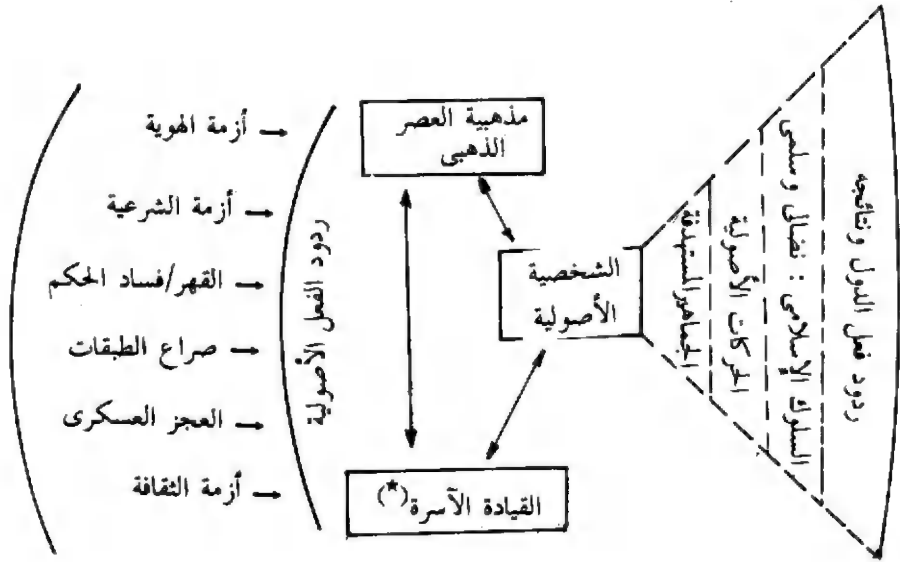 ردود فعل الدول ونتائجه
السلوك الإسلامى : نضالى وسلمى
الحركات الأصولية
الجماهير المستهدفة
الشخصية
الأصولية
مذهبية العصر
الذهبى
القيادة الآسرة(*)
ردود الفعل الأصولية
أزمة الهوية
أزمة الشرعية
القهر/فساد الحكم
صراع الطبقات
العجز العسكرى
أزمة الثقافة